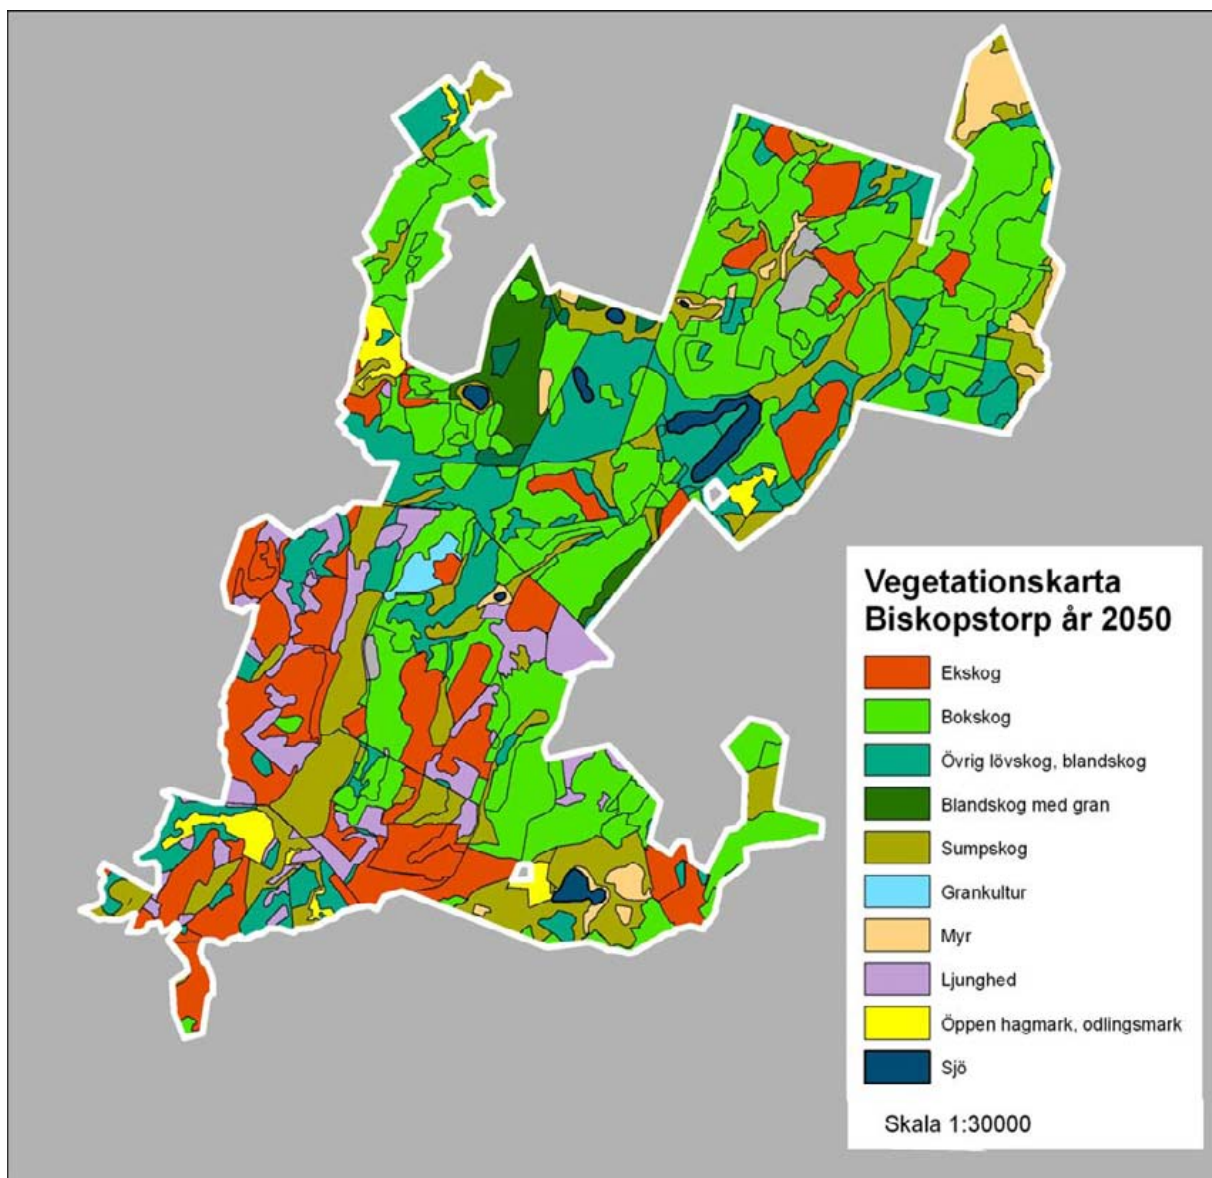 Vegetationskarta
Biskopstorp år 2050
Ekskog
Bokskog
Övrig lövskog, blandskog
Blandskog med gran
Sumpskog
Grankultur
Myr
Ljunghed
Öppen hagmark, odlingsmark
Sjö
Skala 1:30000